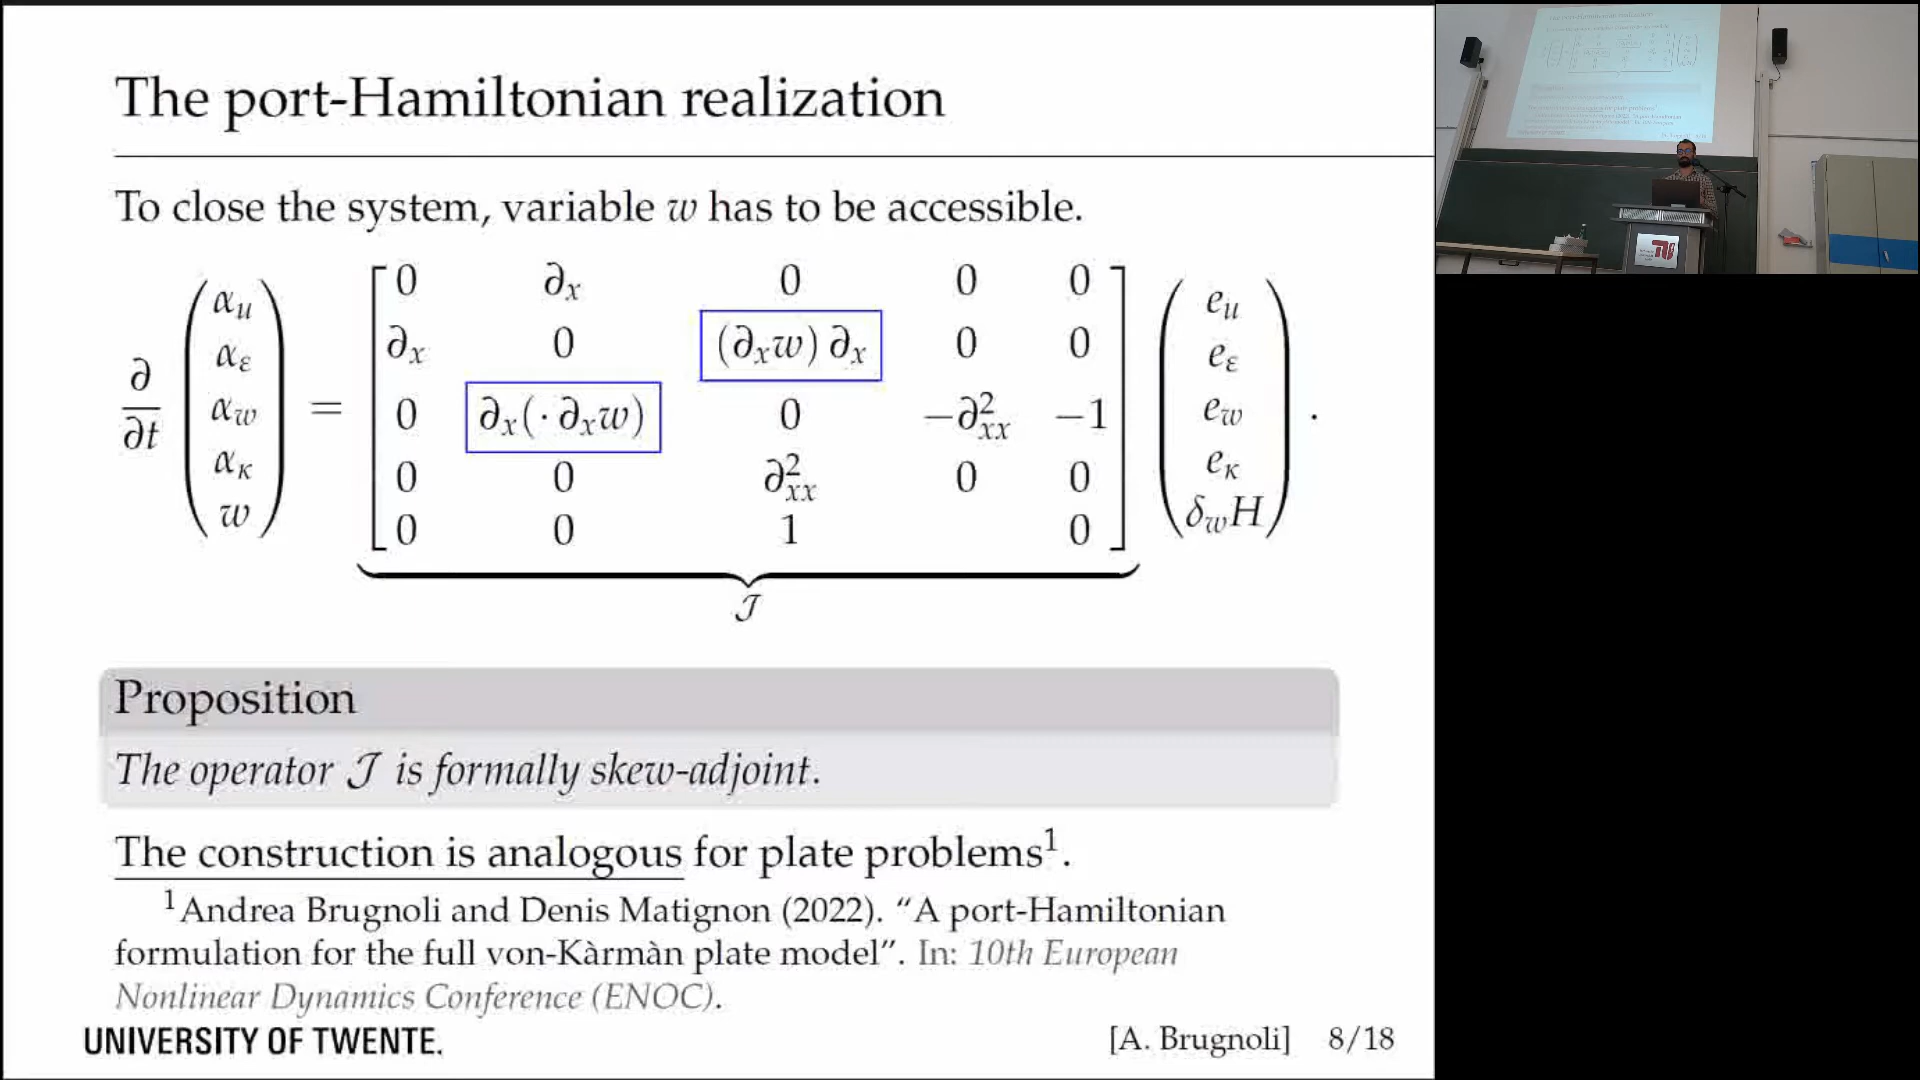 The port-Hamiltonian realization
To close the system, variable w has to be accessible.
∂/∂t (α_u α_ε α_w α_κ w) = [
0 ∂_x 0 0 0
∂_x 0 (∂_x w) ∂_x 0 0
0 ∂_x(· ∂_x w) 0 −∂²_xx −1
0 0 ∂²_xx 0 0
0 0 1 0
] (e_u e_ε e_w e_κ δ_w H) .
𝒥
Proposition
The operator 𝒥 is formally skew-adjoint.
The construction is analogous for plate problems¹.
¹Andrea Brugnoli and Denis Matignon (2022). “A port-Hamiltonian
formulation for the full von-Kàrmàn plate model”. In: 10th European
Nonlinear Dynamics Conference (ENOC).
UNIVERSITY OF TWENTE. [A. Brugnoli] 8/18